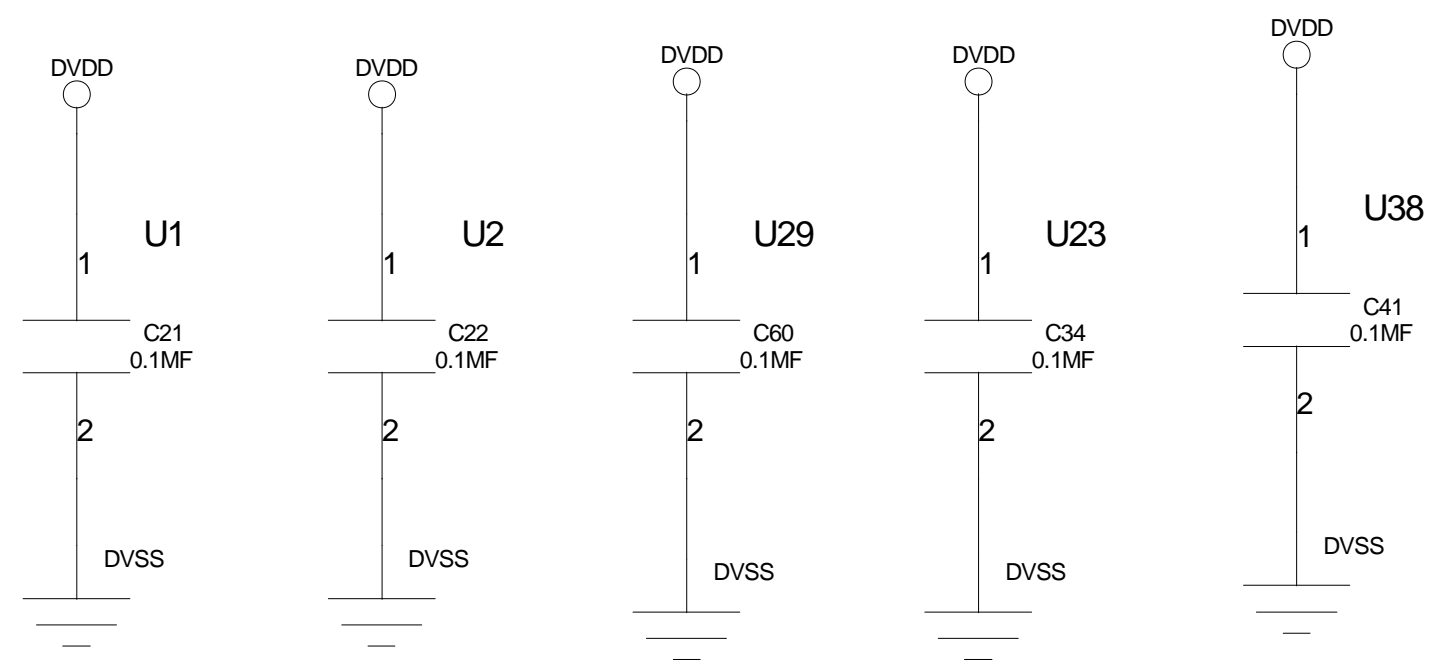 DVDD
U1
1
C21
0.1MF
2
DVSS
DVDD
U2
1
C22
0.1MF
2
DVSS
DVDD
U29
1
C60
0.1MF
2
DVSS
DVDD
U23
1
C34
0.1MF
2
DVSS
DVDD
U38
1
C41
0.1MF
2
DVSS